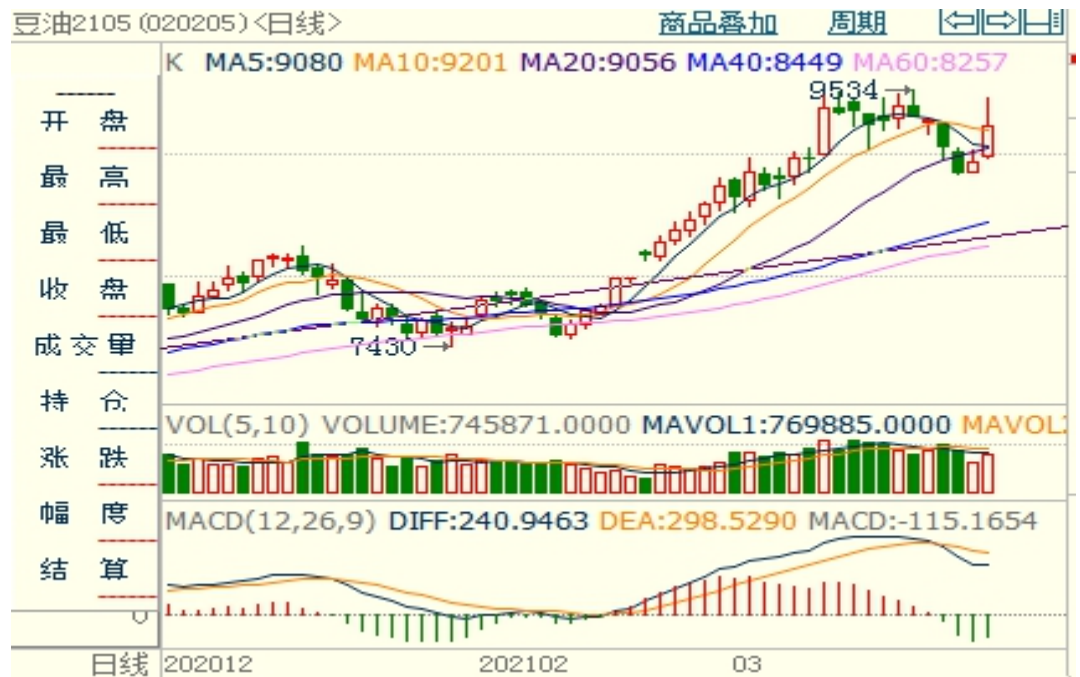 豆油2105 (020205)<日线> 商品叠加 周期
K MA5:9080 MA10:9201 MA20:9056 MA40:8449 MA60:8257
9534
开盘
最高
最低
收盘
成交量
7430
持仓
VOL(5,10) VOLUME:745871.0000 MAVOL1:769885.0000 MAVOL
涨跌
幅度
MACD(12,26,9) DIFF:240.9463 DEA:298.5290 MACD:-115.1654
结算
0
日线 202012 202102 03